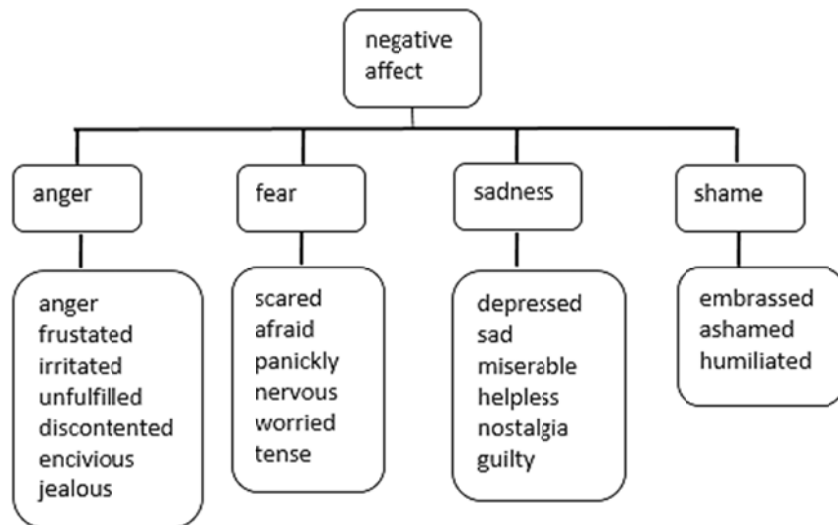 negative
affect
anger
fear
sadness
shame
anger
frustated
irritated
unfulfilled
discontented
encivious
jealous
scared
afraid
panickly
nervous
worried
tense
depressed
sad
miserable
helpless
nostalgia
guilty
embrassed
ashamed
humiliated